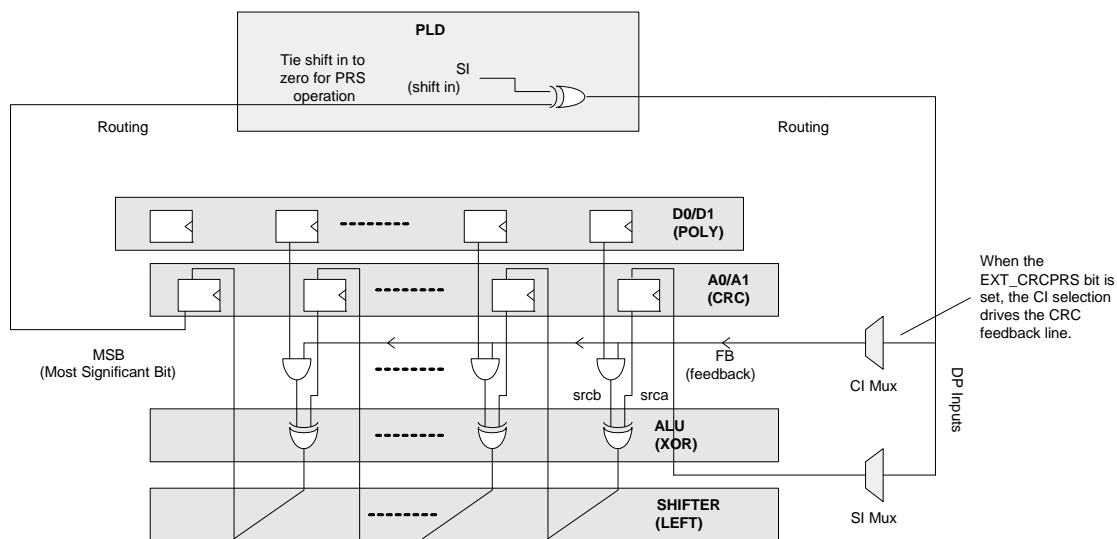 PLD
Tie shift in to
zero for PRS
operation
SI
(shift in)
Routing
Routing
D0/D1
(POLY)
A0/A1
(CRC)
When the
EXT_CRCPRS bit is
set, the CI selection
drives the CRC
feedback line.
MSB
(Most Significant Bit)
FB
(feedback)
CI Mux
DP Inputs
srcb
srca
ALU
(XOR)
SI Mux
SHIFTER
(LEFT)